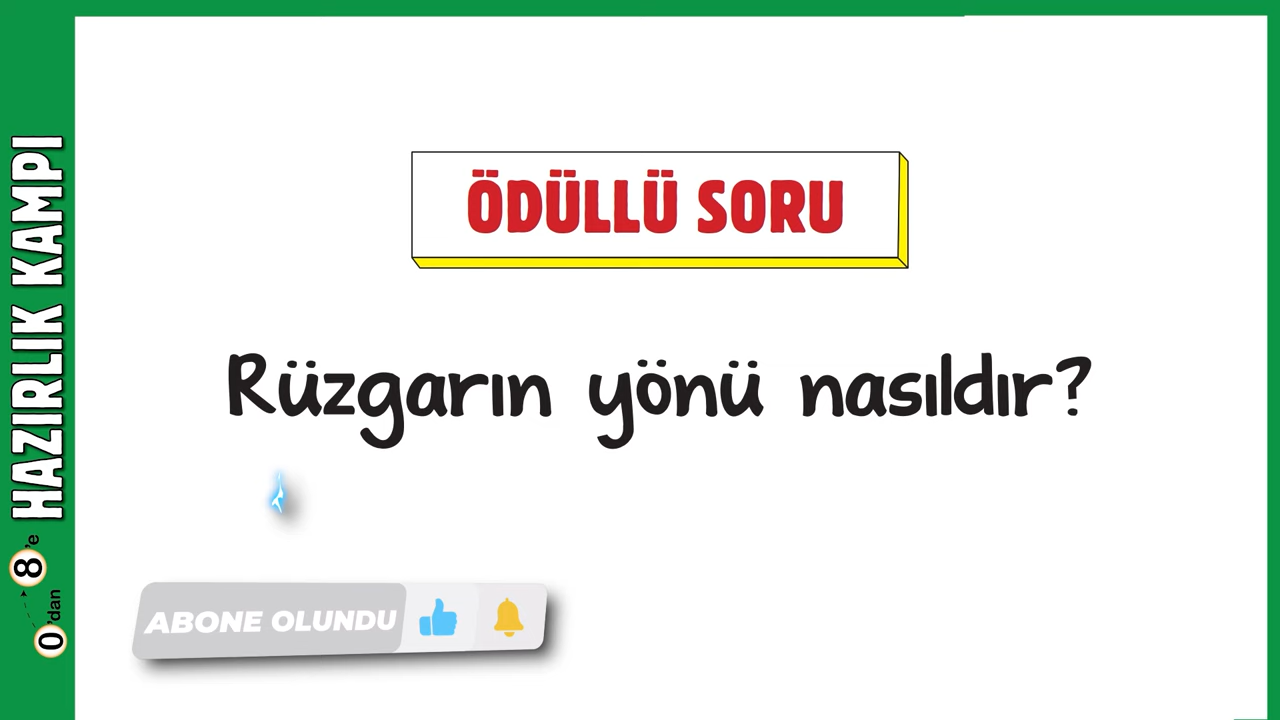 0'dan 8'e HAZIRLIK KAMPI
ÖDÜLLÜ SORU
Rüzgarın yönü nasıldır?
ABONE OLUNDU